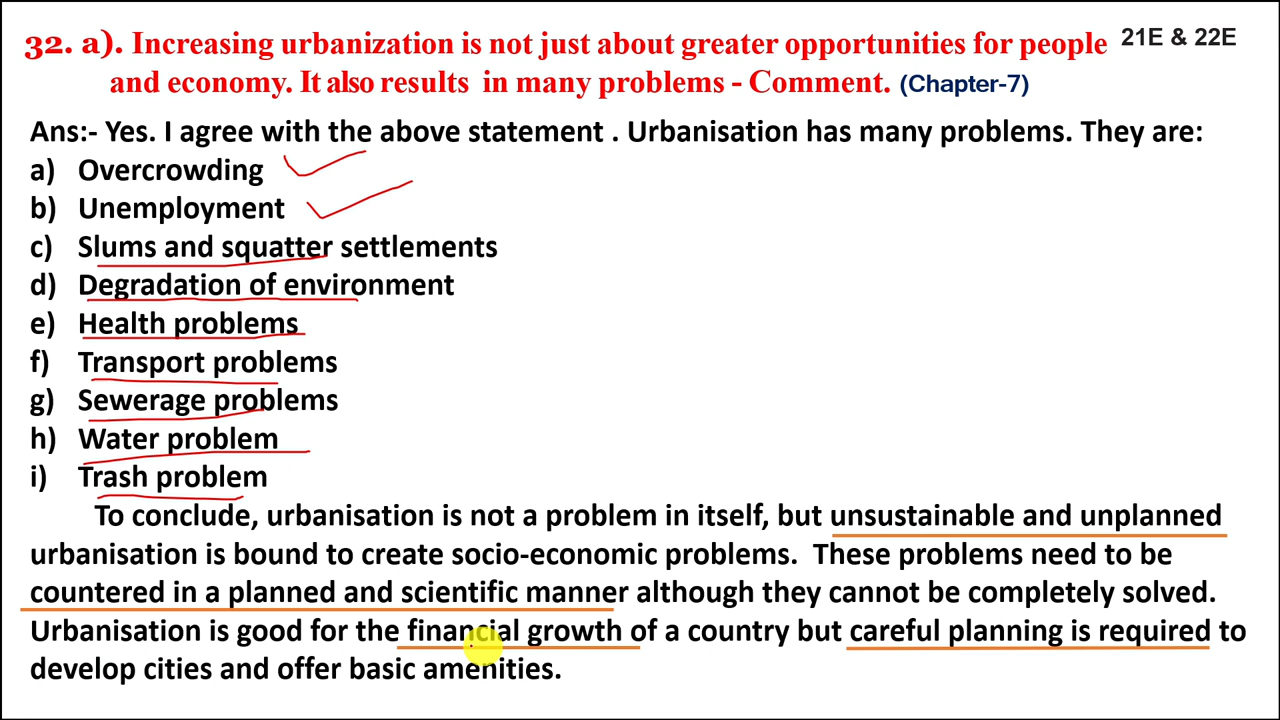 32. a). Increasing urbanization is not just about greater opportunities for people 21E & 22E
and economy. It also results in many problems - Comment. (Chapter-7)
Ans:- Yes. I agree with the above statement . Urbanisation has many problems. They are:
a) Overcrowding
b) Unemployment
c) Slums and squatter settlements
d) Degradation of environment
e) Health problems
f) Transport problems
g) Sewerage problems
h) Water problem
i) Trash problem
To conclude, urbanisation is not a problem in itself, but unsustainable and unplanned
urbanisation is bound to create socio-economic problems. These problems need to be
countered in a planned and scientific manner although they cannot be completely solved.
Urbanisation is good for the financial growth of a country but careful planning is required to
develop cities and offer basic amenities.